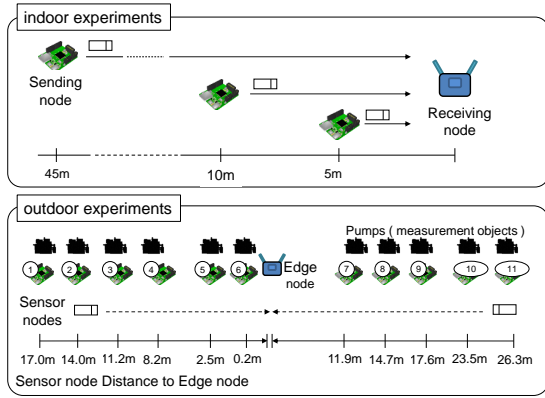 indoor experiments
Sending
node
Receiving
node
45m
10m
5m
outdoor experiments
Pumps ( measurement objects )
1
2
3
4
5
6
Edge
node
7
8
9
10
11
Sensor
nodes
17.0m
14.0m
11.2m
8.2m
2.5m
0.2m
11.9m
14.7m
17.6m
23.5m
26.3m
Sensor node Distance to Edge node